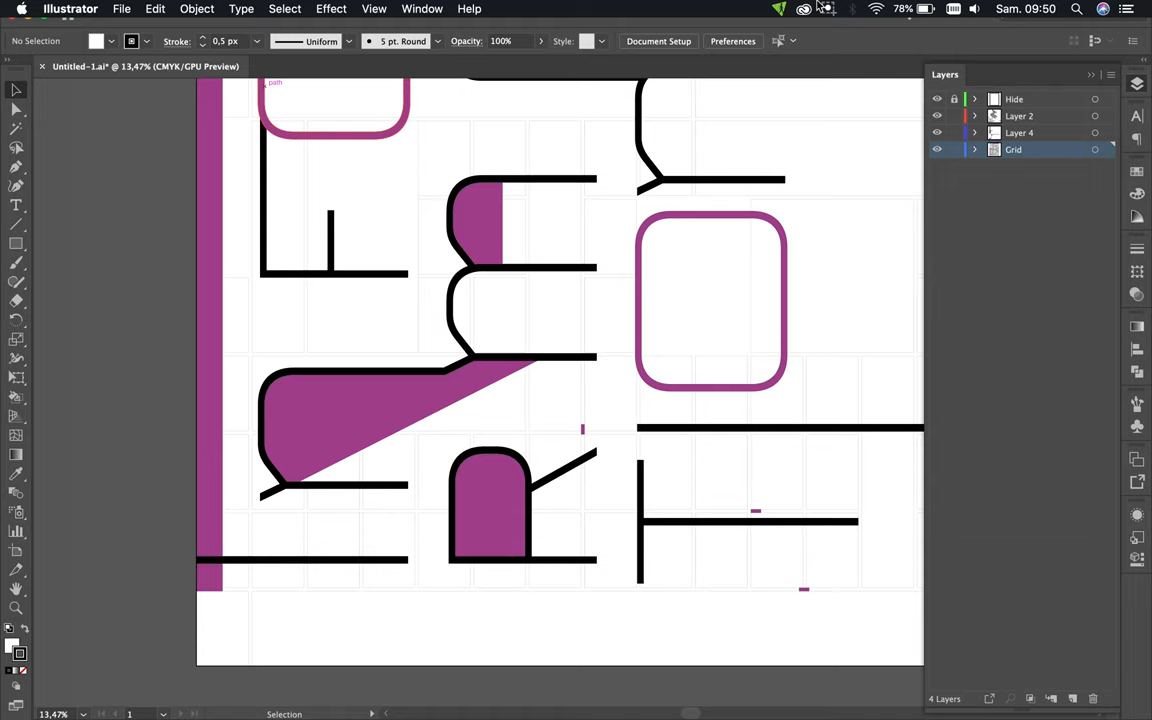 Illustrator File Edit Object Type Select Effect View Window Help 78% Sam. 09:50
No Selection Stroke: 0,5 px Uniform 5 pt. Round Opacity: 100% Style: Document Setup Preferences
Untitled-1.ai* @ 13,47% (CMYK/GPU Preview)
path
Layers
Hide
Layer 2
Layer 4
Grid
4 Layers
13,47% 1 Selection